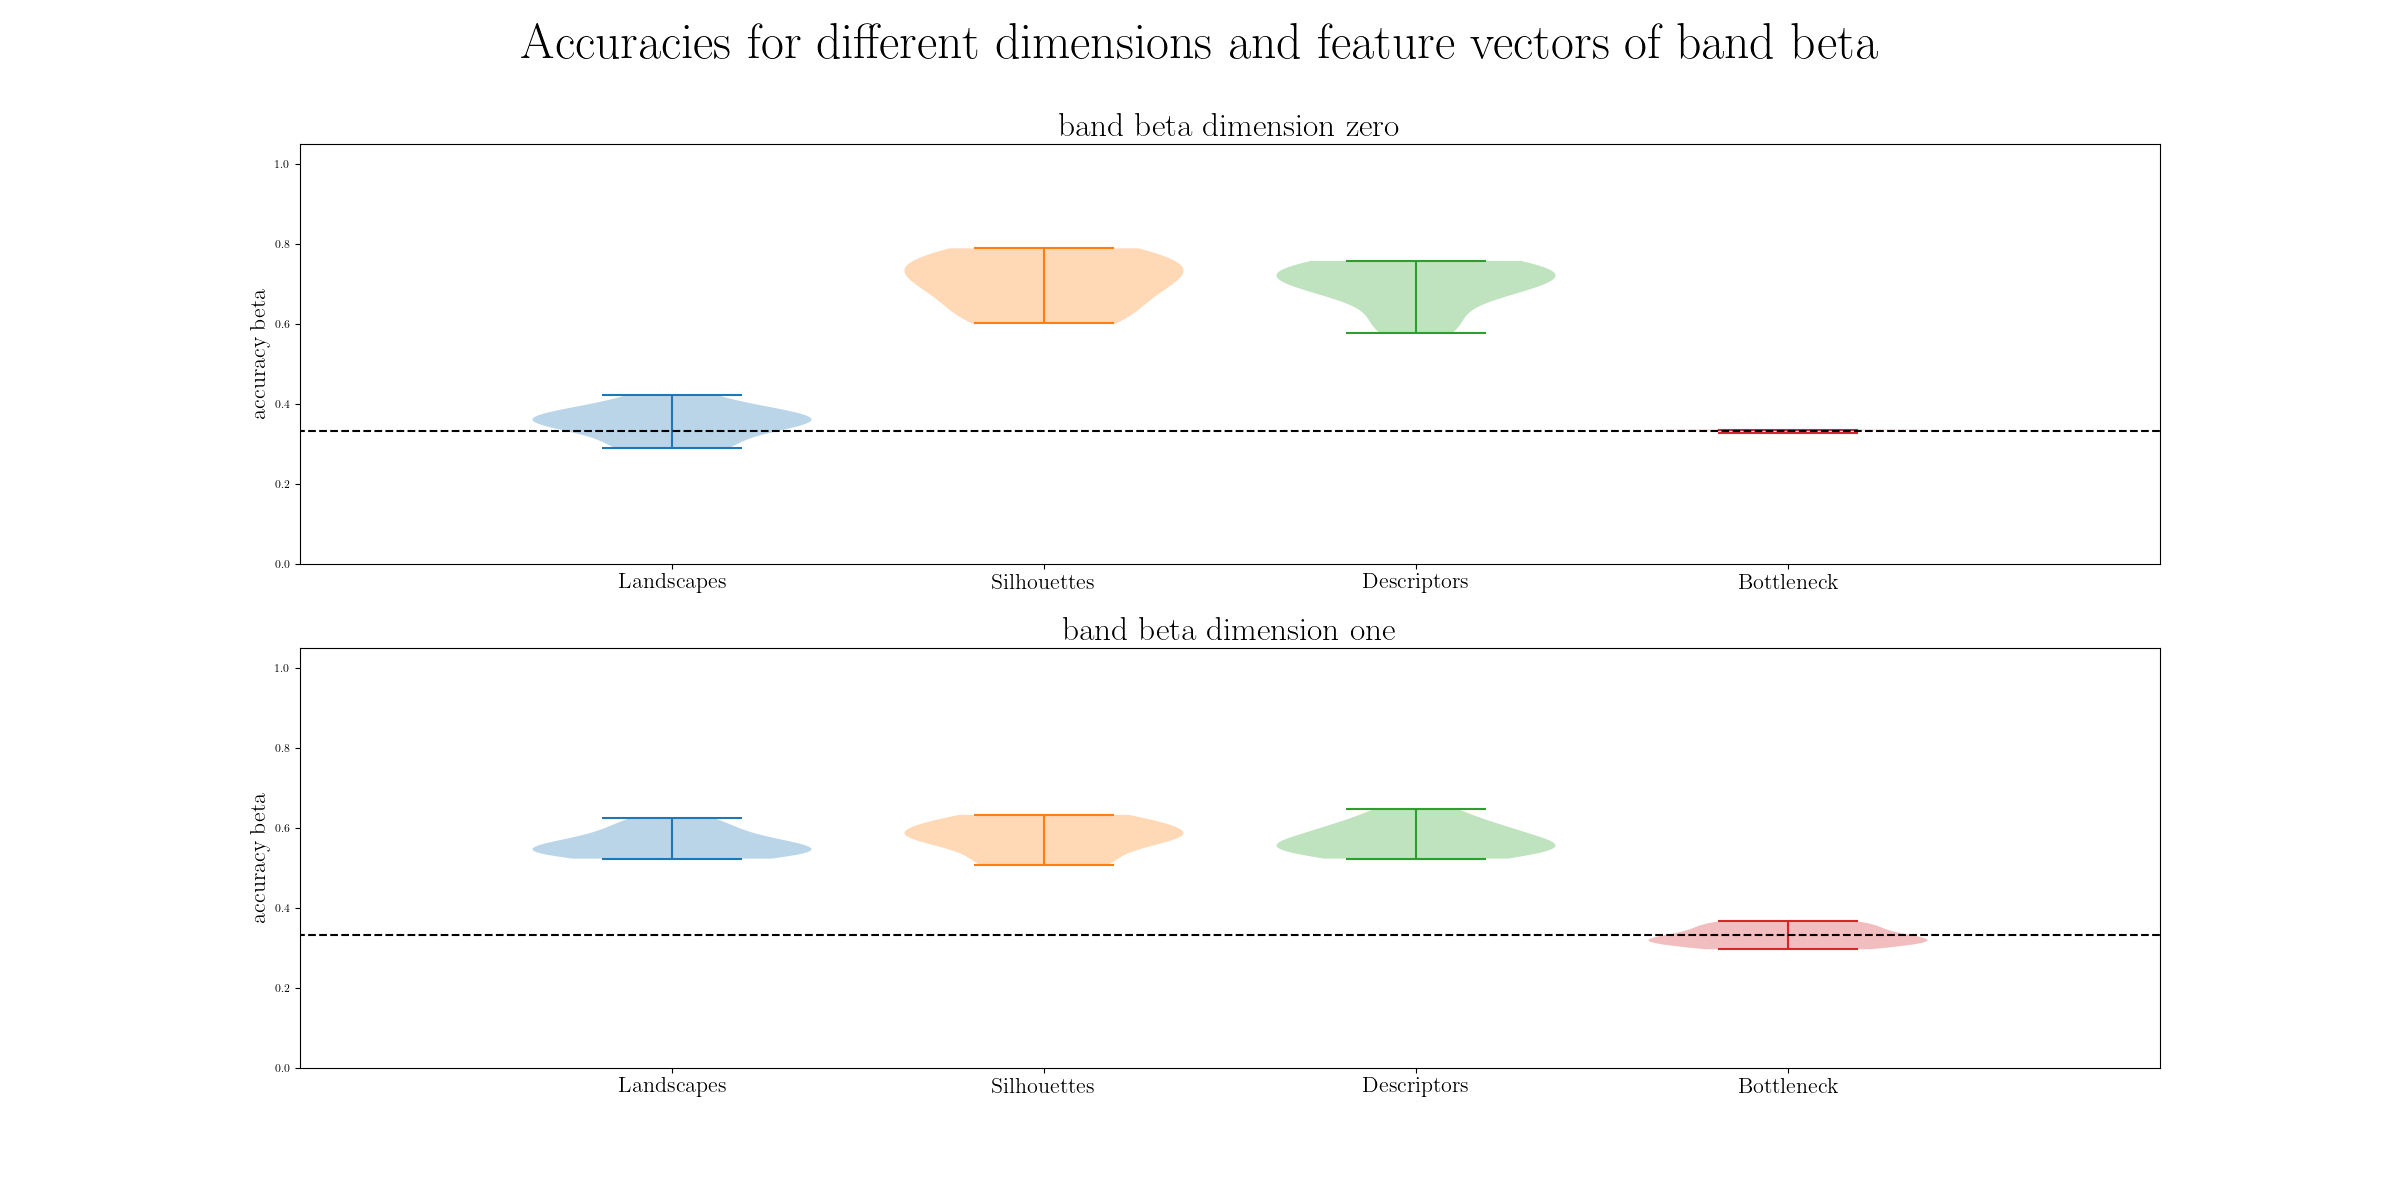 Accuracies for different dimensions and feature vectors of band beta
band beta dimension zero
1.0
0.8
0.6
0.4
0.2
0.0
accuracy beta
Landscapes Silhouettes Descriptors Bottleneck
band beta dimension one
1.0
0.8
0.6
0.4
0.2
0.0
accuracy beta
Landscapes Silhouettes Descriptors Bottleneck